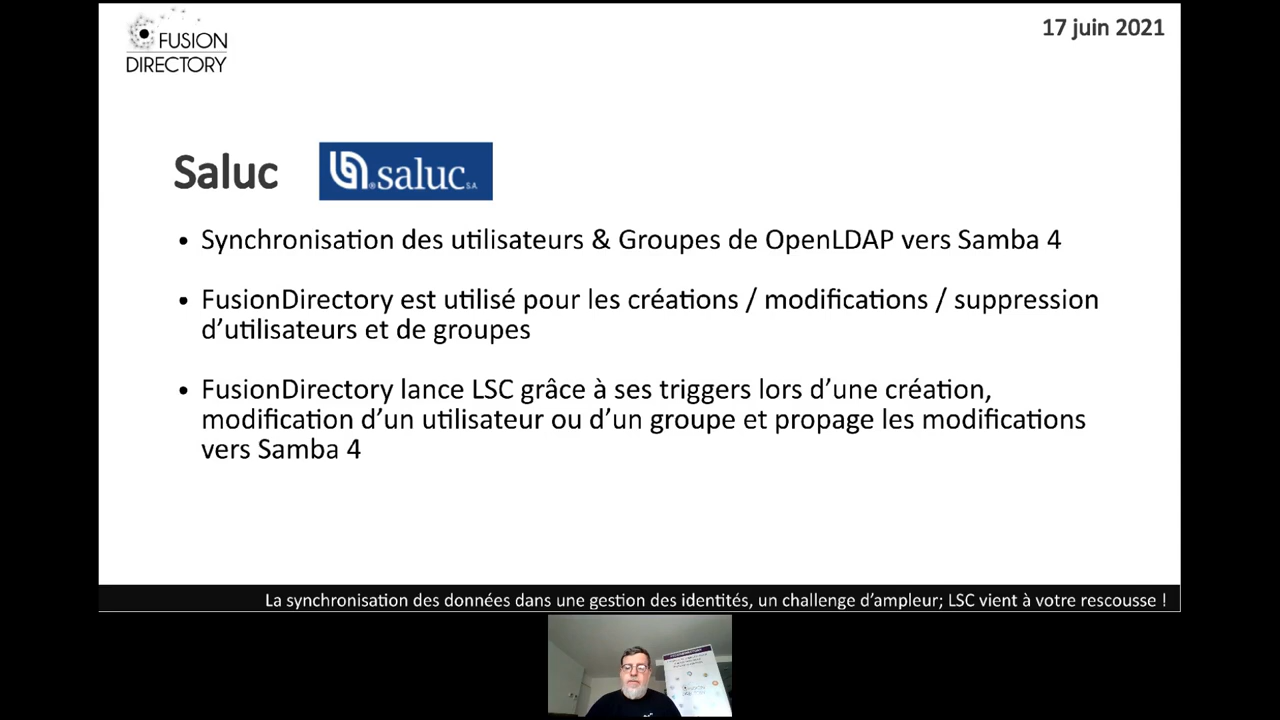 FUSION
DIRECTORY
17 juin 2021
Saluc
saluc S.A.
• Synchronisation des utilisateurs & Groupes de OpenLDAP vers Samba 4
• FusionDirectory est utilisé pour les créations / modifications / suppression
d’utilisateurs et de groupes
• FusionDirectory lance LSC grâce à ses triggers lors d’une création,
modification d’un utilisateur ou d’un groupe et propage les modifications
vers Samba 4
La synchronisation des données dans une gestion des identités, un challenge d’ampleur; LSC vient à votre rescousse !
FUSION